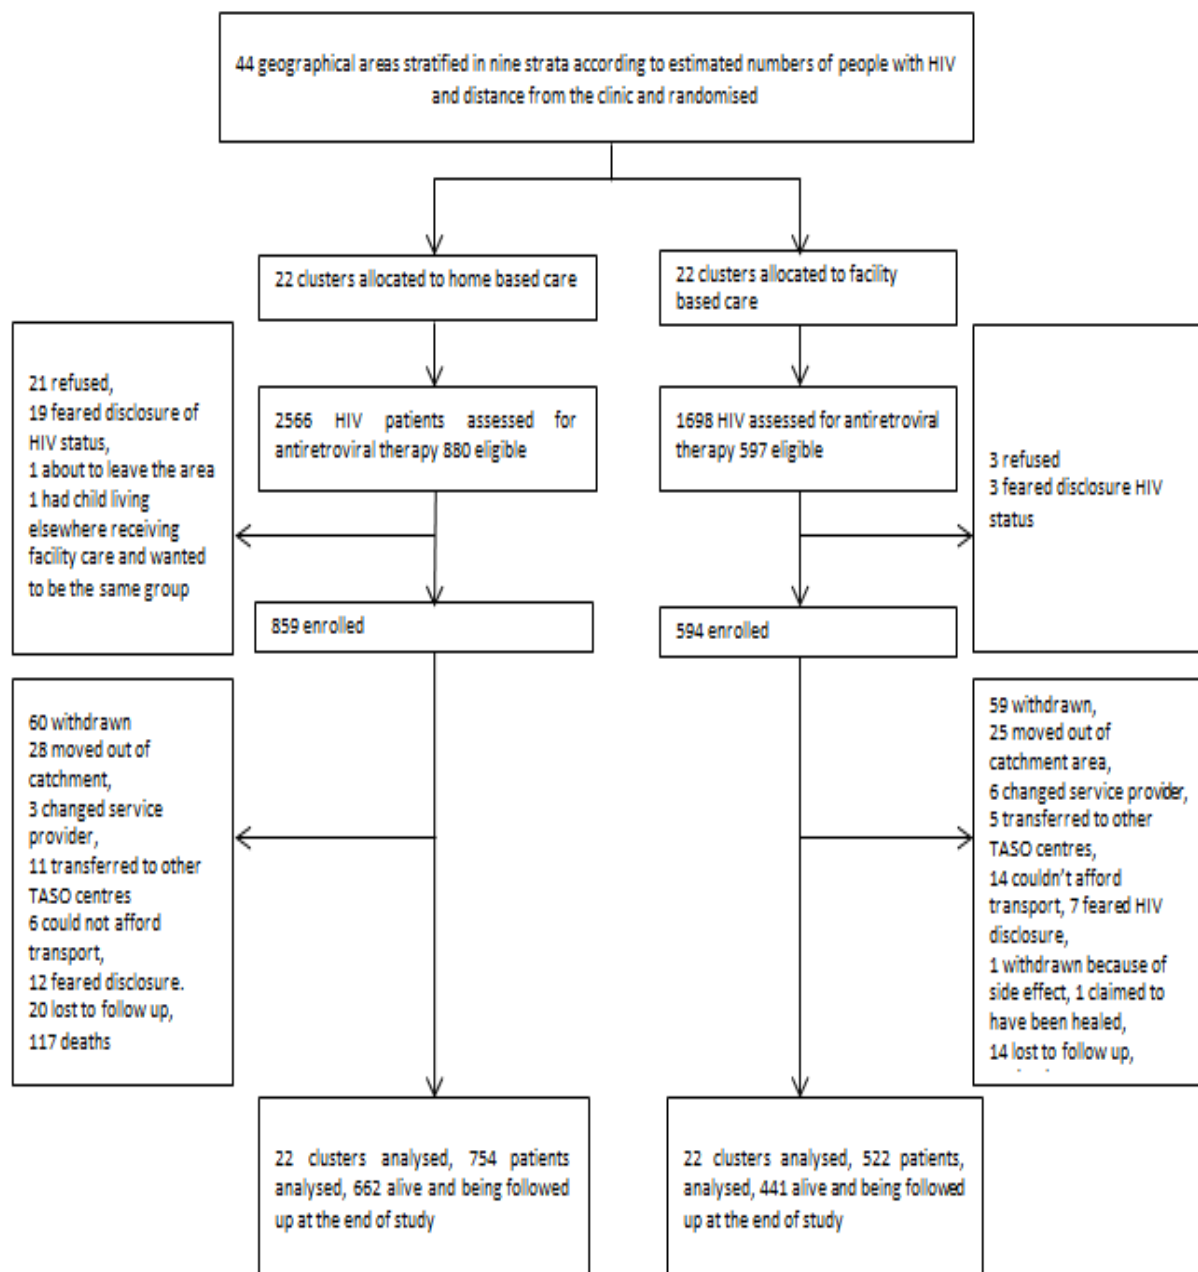 44 geographical areas stratified in nine strata according to estimated numbers of people with HIV
and distance from the clinic and randomised
22 clusters allocated to home based care
22 clusters allocated to facility
based care
21 refused,
19 feared disclosure of
HIV status,
1 about to leave the area
1 had child living
elsewhere receiving
facility care and wanted
to be the same group
2566 HIV patients assessed for
antiretroviral therapy 880 eligible
1698 HIV assessed for antiretroviral
therapy 597 eligible
3 refused
3 feared disclosure HIV
status
859 enrolled
594 enrolled
60 withdrawn
28 moved out of
catchment,
3 changed service
provider,
11 transferred to other
TASO centres
6 could not afford
transport,
12 feared disclosure.
20 lost to follow up,
117 deaths
59 withdrawn,
25 moved out of
catchment area,
6 changed service provider,
5 transferred to other
TASO centres,
14 couldn't afford
transport, 7 feared HIV
disclosure,
1 withdrawn because of
side effect, 1 claimed to
have been healed,
14 lost to follow up,
22 clusters analysed, 754 patients
analysed, 662 alive and being followed
up at the end of study
22 clusters analysed, 522 patients,
analysed, 441 alive and being followed
up at the end of study